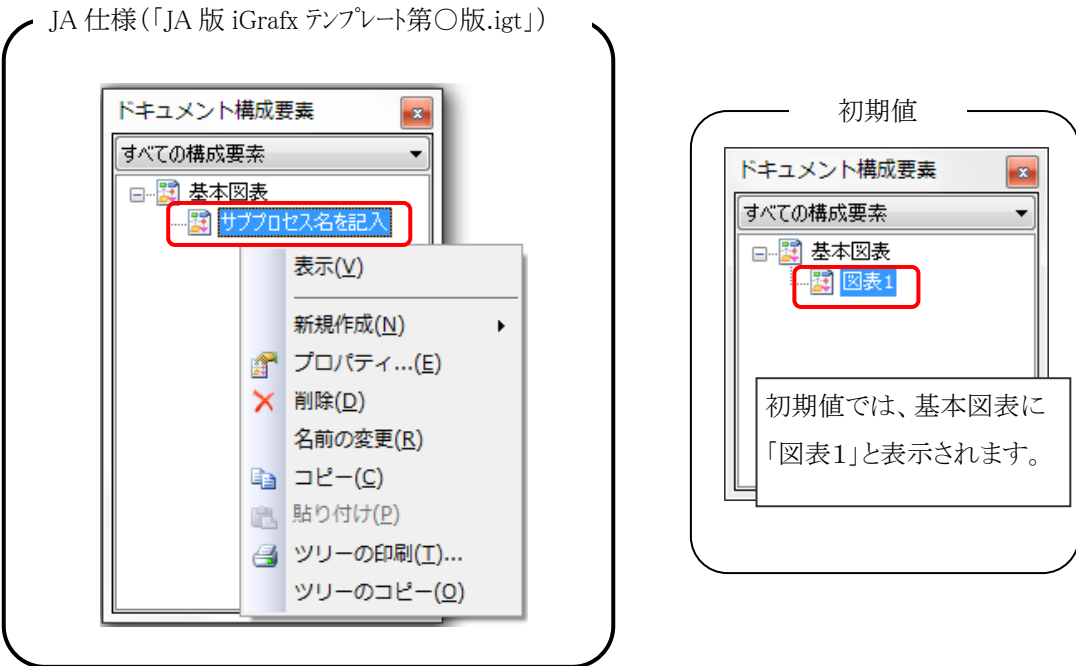 JA 仕様（「JA 版 iGrafx テンプレート第○版.igt」）
ドキュメント構成要素
すべての構成要素
基本図表
サブプロセス名を記入
表示(V)
新規作成(N)
プロパティ...(E)
削除(D)
名前の変更(R)
コピー(C)
貼り付け(P)
ツリーの印刷(T)...
ツリーのコピー(O)
初期値
ドキュメント構成要素
すべての構成要素
基本図表
図表1
初期値では、基本図表に
「図表1」と表示されます。